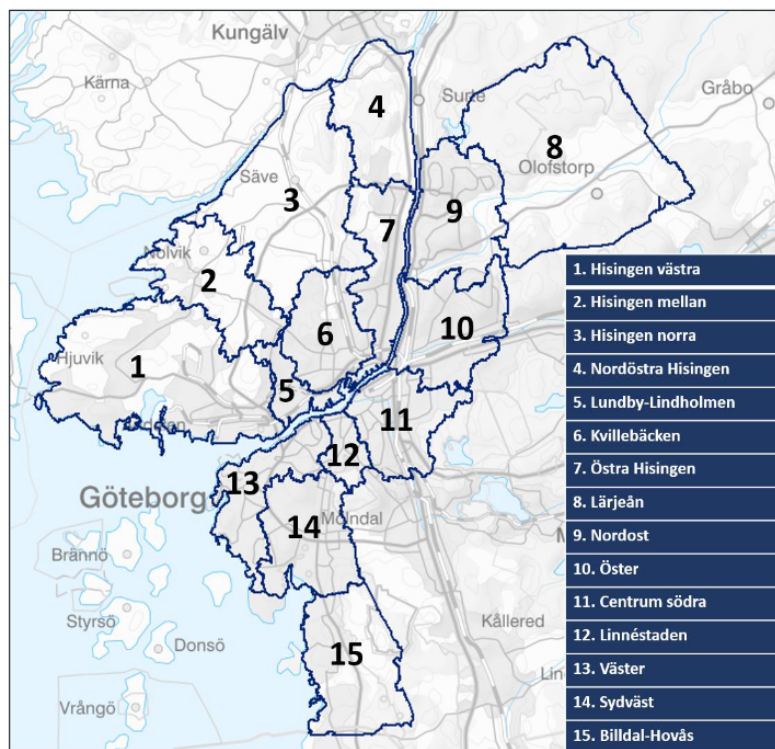 Kungälv
Kärna
4
Surte
Gråbo
8
Säve
Olofstorp
3
9
7
Nolvik
2
1. Hisingen västra
2. Hisingen mellan
3. Hisingen norra
4. Nordöstra Hisingen
5. Lundby-Lindholmen
6. Kvillebäcken
7. Östra Hisingen
8. Lärjeån
9. Nordost
10. Öster
11. Centrum södra
12. Linnéstaden
13. Väster
14. Sydväst
15. Billdal-Hovås
10
6
Hjuvik
1
5
11
12
13
Göteborg
14
Mölndal
Brännö
Styrsö
Donsö
Kållered
15
Vrångö